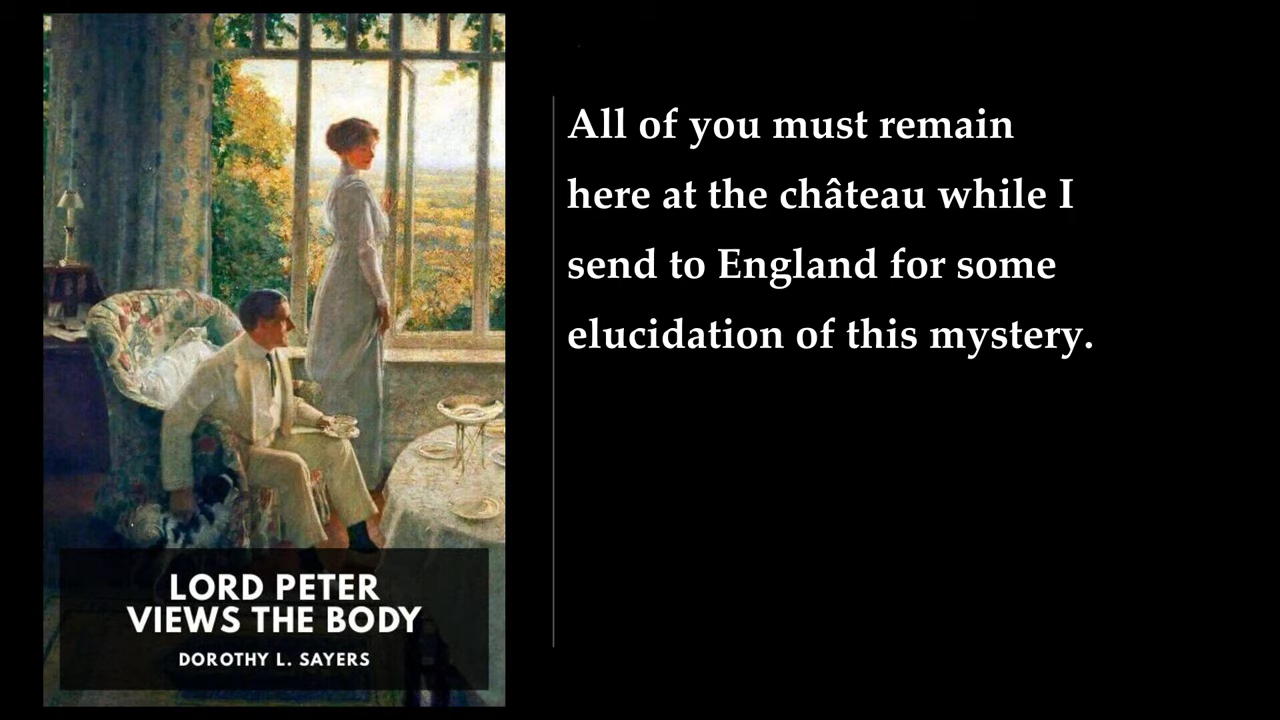 All of you must remain
here at the château while I
send to England for some
elucidation of this mystery.
LORD PETER
VIEWS THE BODY
DOROTHY L. SAYERS